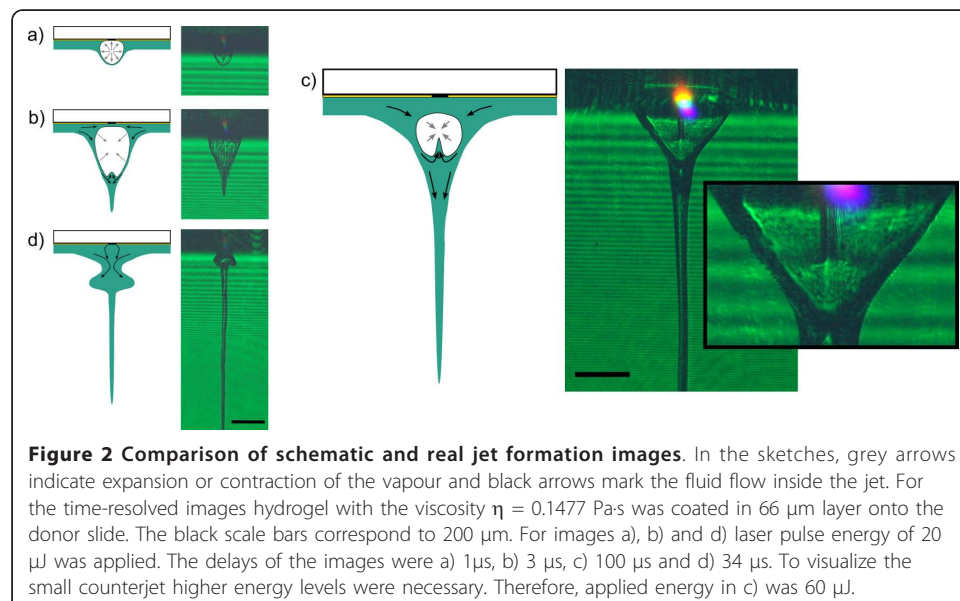 a)
b)
c)
d)
Figure 2 Comparison of schematic and real jet formation images. In the sketches, grey arrows
indicate expansion or contraction of the vapour and black arrows mark the fluid flow inside the jet. For
the time-resolved images hydrogel with the viscosity η = 0.1477 Pa·s was coated in 66 μm layer onto the
donor slide. The black scale bars correspond to 200 μm. For images a), b) and d) laser pulse energy of 20
μJ was applied. The delays of the images were a) 1μs, b) 3 μs, c) 100 μs and d) 34 μs. To visualize the
small counterjet higher energy levels were necessary. Therefore, applied energy in c) was 60 μJ.